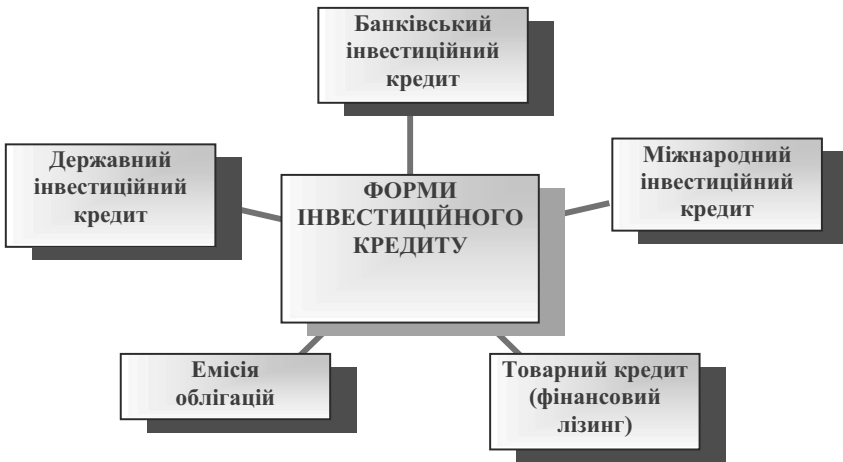 Банківський
інвестиційний
кредит
Державний
інвестиційний
кредит
Міжнародний
інвестиційний
кредит
ФОРМИ
ІНВЕСТИЦІЙНОГО
КРЕДИТУ
Емісія
облігацій
Товарний кредит
(фінансовий
лізинг)